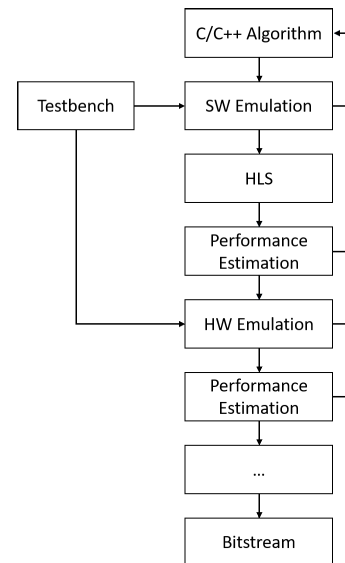 C/C++ Algorithm
Testbench
SW Emulation
HLS
Performance
Estimation
HW Emulation
Performance
Estimation
...
Bitstream